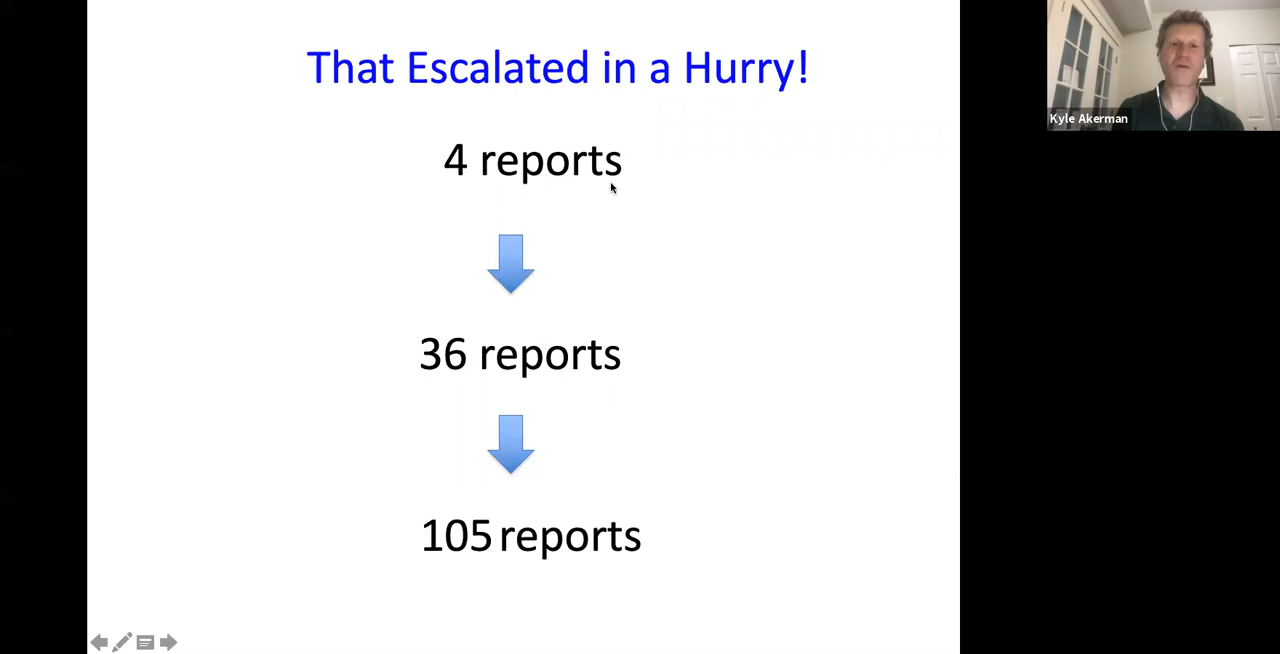 That Escalated in a Hurry!
4 reports
36 reports
105 reports
Kyle Akerman